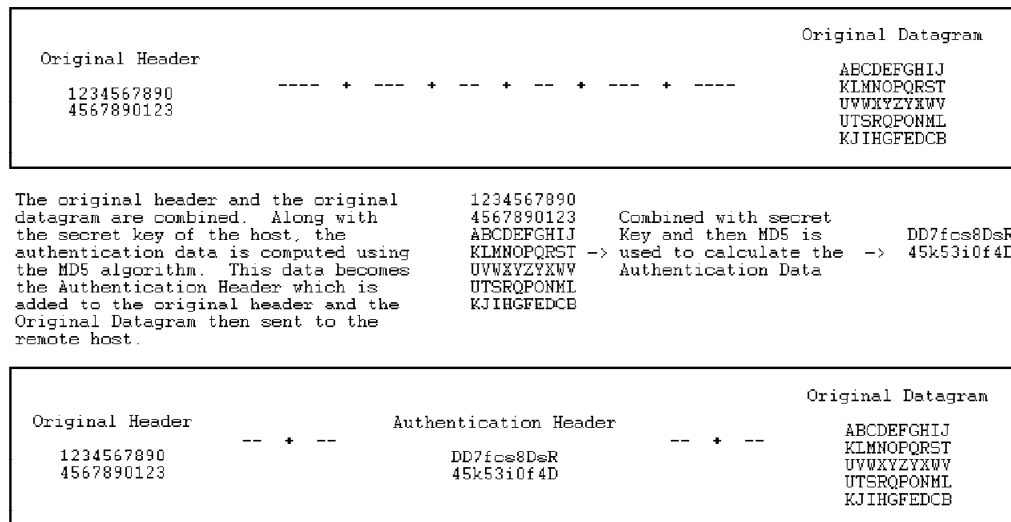 Original Datagram
Original Header
1234567890
4567890123
---- + --- + -- + -- + --- + ----
ABCDEFGHIJ
KLMNOPQRST
UVWXYZYXWV
UTSRQPONML
KJIHGFEDCB
The original header and the original
datagram are combined. Along with
the secret key of the host, the
authentication data is computed using
the MD5 algorithm. This data becomes
the Authentication Header which is
added to the original header and the
Original Datagram then sent to the
remote host.
1234567890
4567890123
ABCDEFGHIJ
KLMNOPQRST ->
UVWXYZYXWV
UTSRQPONML
KJIHGFEDCB
Combined with secret
Key and then MD5 is
used to calculate the ->
Authentication Data
DD7fcs8DsR
45k53i0f4D
Original Datagram
Original Header
1234567890
4567890123
-- + --
Authentication Header
DD7fcs8DsR
45k53i0f4D
-- + --
ABCDEFGHIJ
KLMNOPQRST
UVWXYZYXWV
UTSRQPONML
KJIHGFEDCB